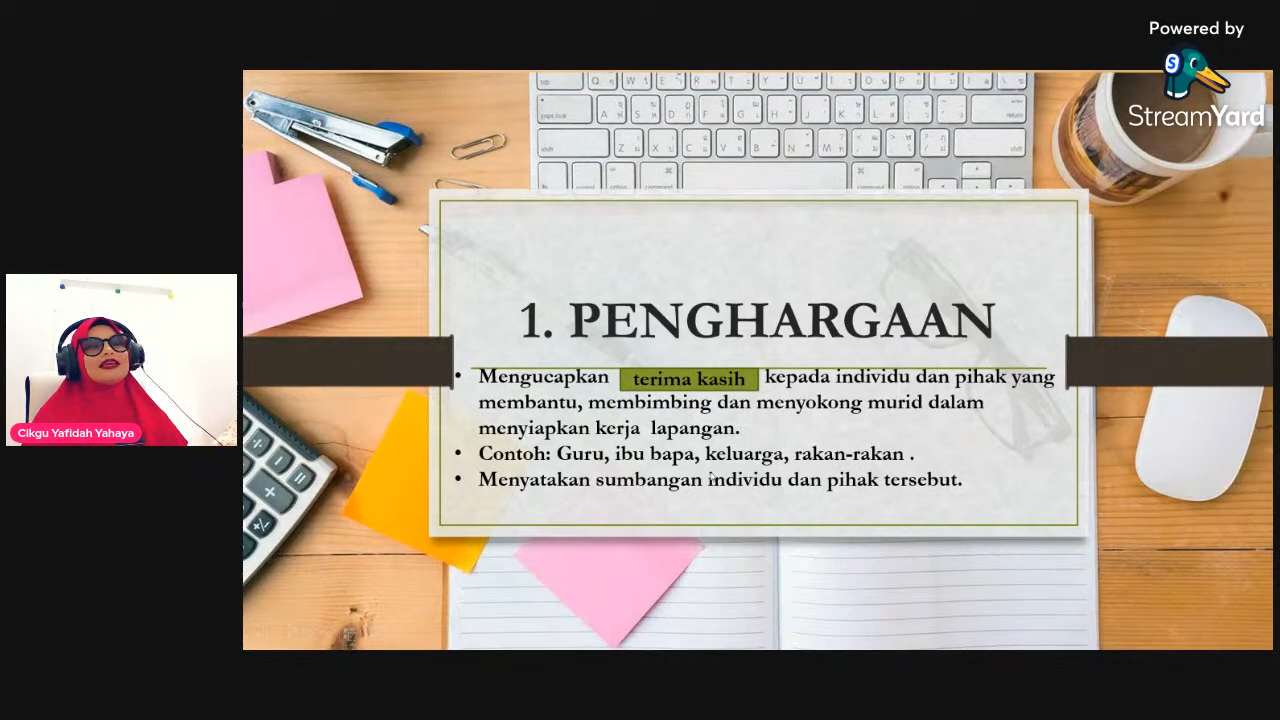 Powered by
StreamYard
1. PENGHARGAAN
• Mengucapkan terima kasih kepada individu dan pihak yang
membantu, membimbing dan menyokong murid dalam
menyiapkan kerja lapangan.
• Contoh: Guru, ibu bapa, keluarga, rakan-rakan .
• Menyatakan sumbangan individu dan pihak tersebut.
Cikgu Yafidah Yahaya